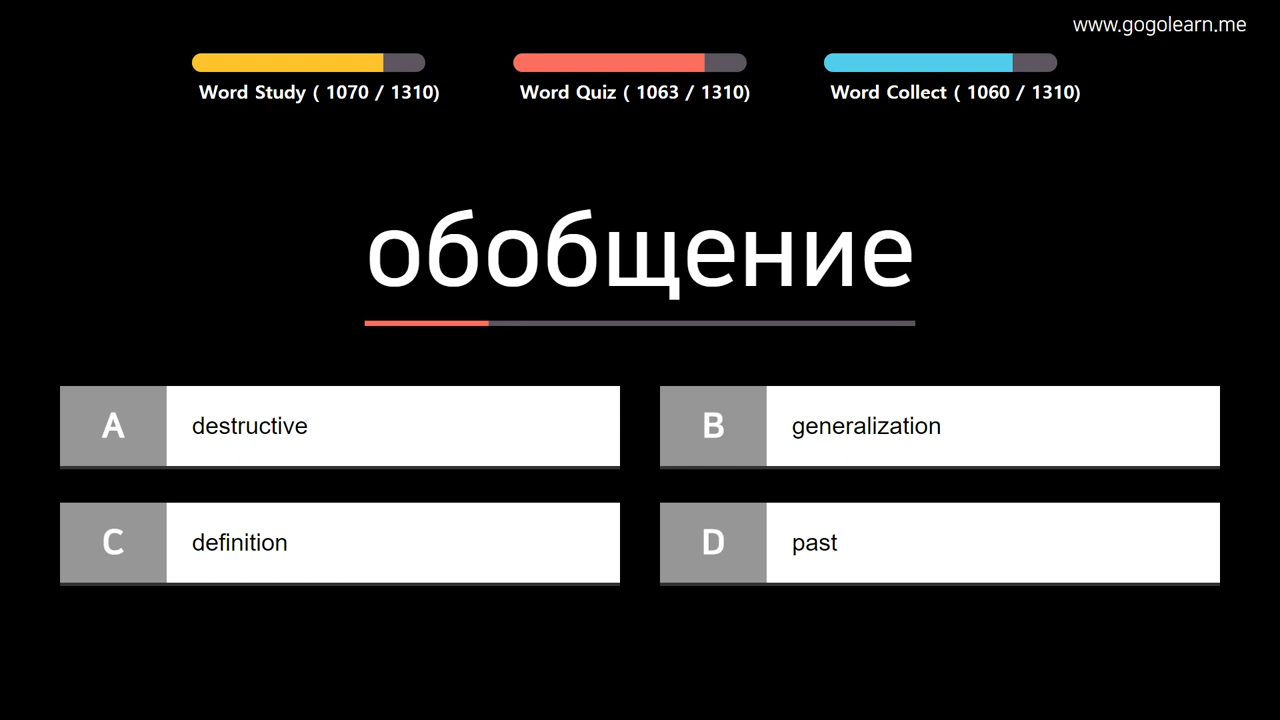 www.gogolearn.me
Word Study ( 1070 / 1310)
Word Quiz ( 1063 / 1310)
Word Collect ( 1060 / 1310)
обобщение
A destructive
B generalization
C definition
D past